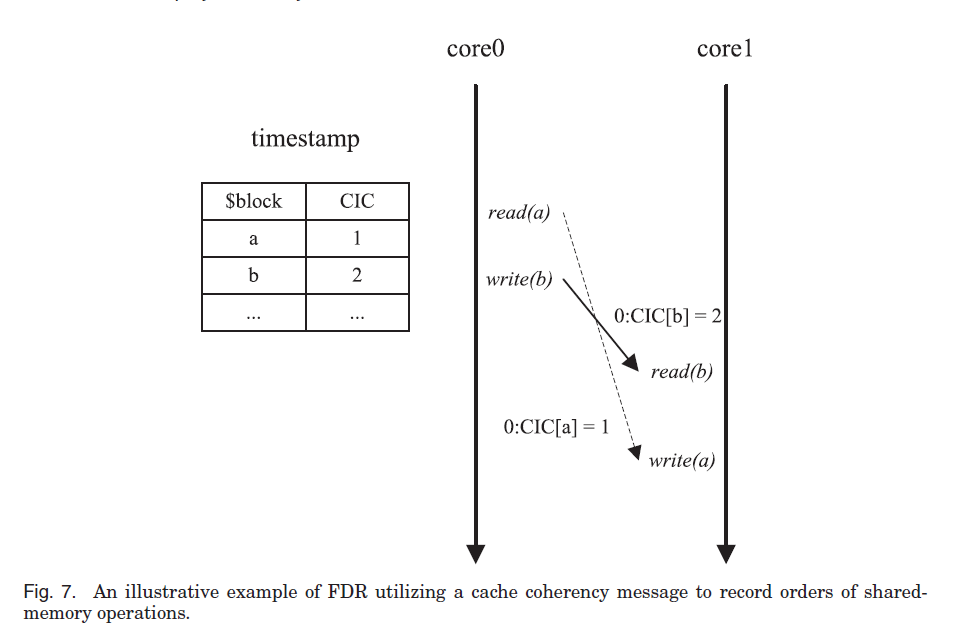 core0 core1
timestamp
$block CIC
a 1
b 2
... ...
read(a)
write(b)
0:CIC[b] = 2
read(b)
0:CIC[a] = 1
write(a)
Fig. 7. An illustrative example of FDR utilizing a cache coherency message to record orders of shared-
memory operations.